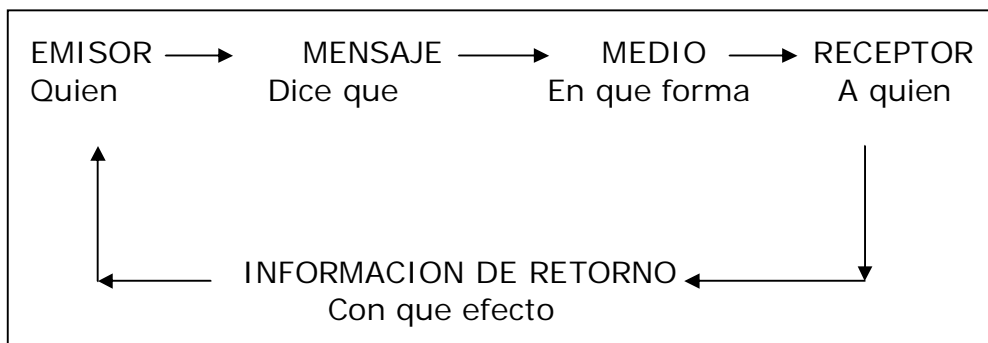 EMISOR MENSAJE MEDIO RECEPTOR
Quien Dice que En que forma A quien
INFORMACION DE RETORNO
Con que efecto